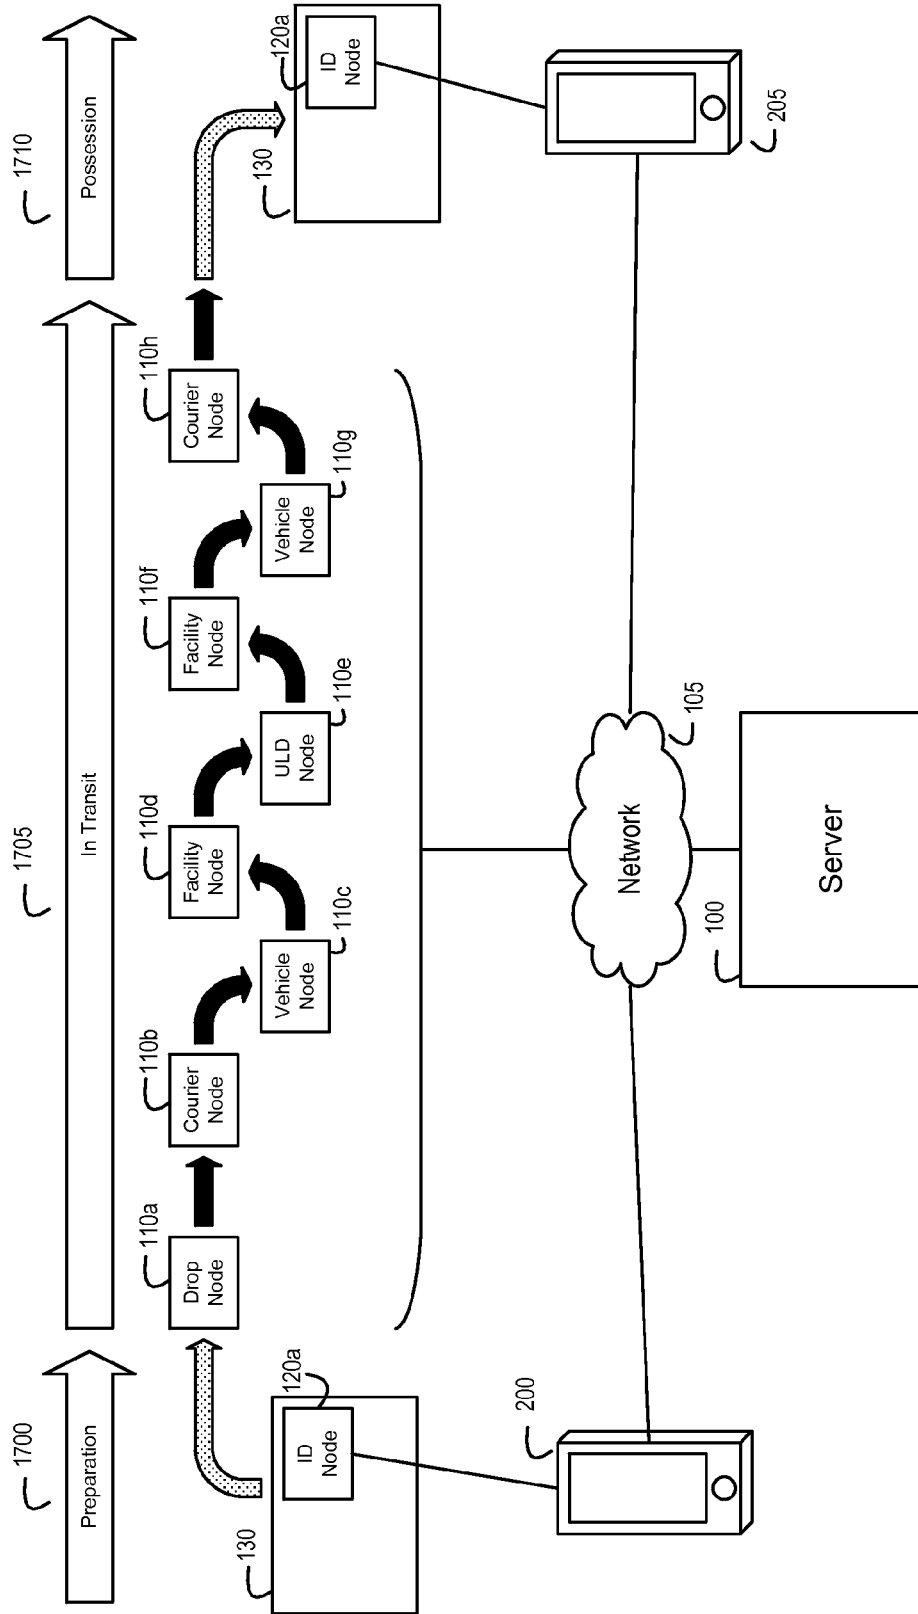 1700
1705
1710
Preparation
In Transit
Possession
110a
110b
110d
110f
110h
Drop
Node
Courier
Node
Facility
Node
Facility
Node
Courier
Node
Vehicle
Node
ULD
Node
Vehicle
Node
110c
110e
110g
130
120a
ID
Node
130
120a
ID
Node
200
205
Network
105
100
Server